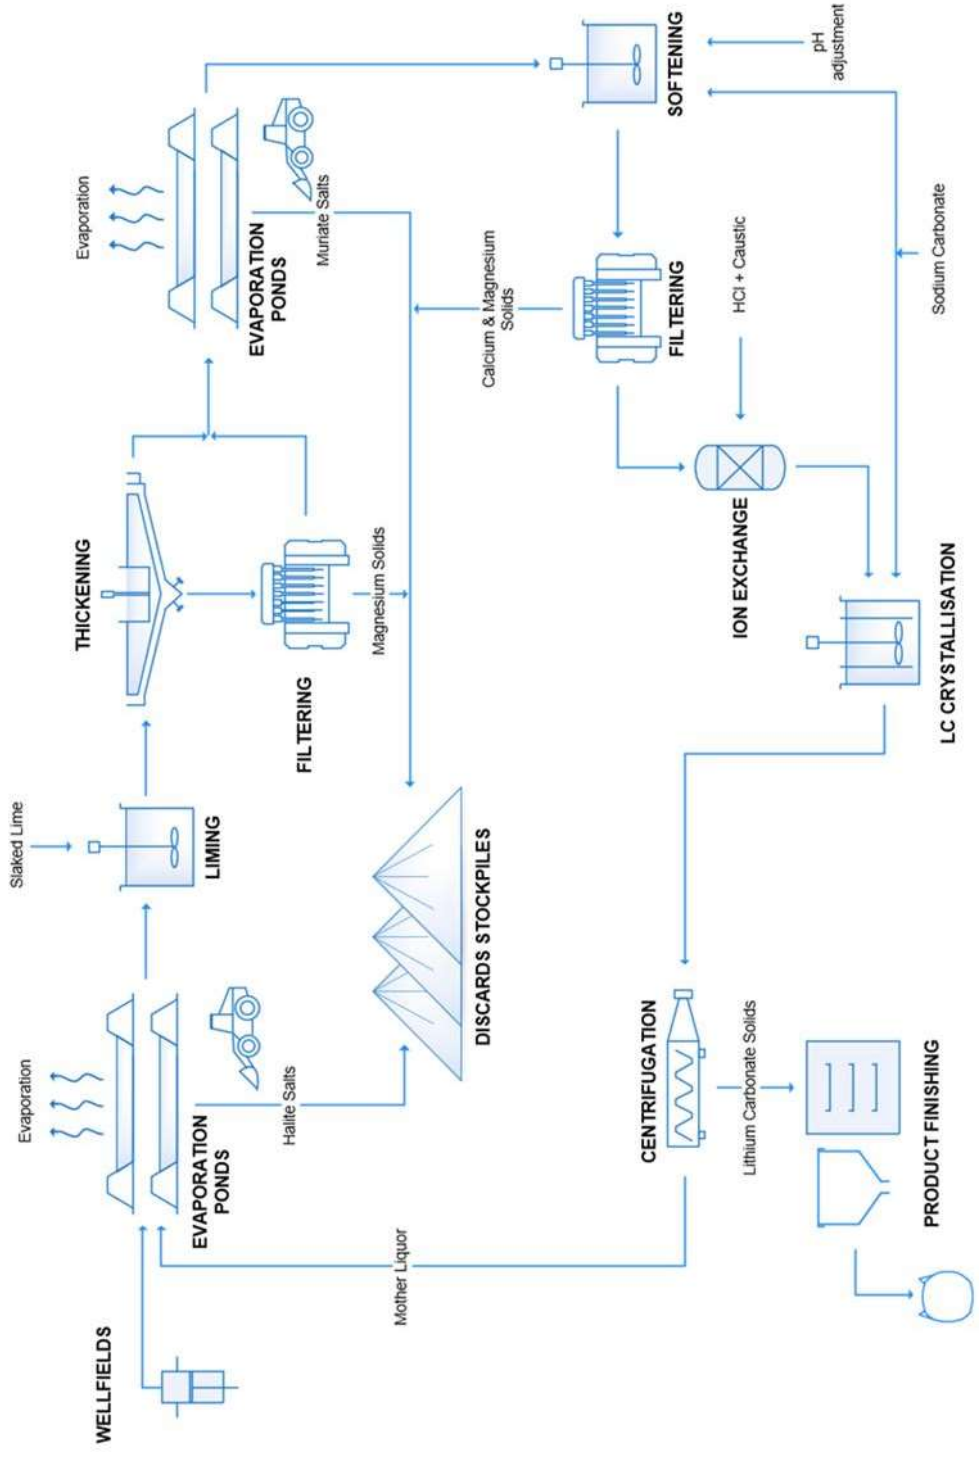 WELLFIELDS
Evaporation
EVAPORATION
PONDS
Halite Salts
Slaked Lime
LIMING
THICKENING
FILTERING
Magnesium Solids
Evaporation
EVAPORATION
PONDS
Muriate Salts
DISCARDS STOCKPILES
Mother Liquor
CENTRIFUGATION
Lithium Carbonate Solids
PRODUCT FINISHING
LC CRYSTALLISATION
ION EXCHANGE
HCl + Caustic
FILTERING
Calcium & Magnesium
Solids
SOFTENING
pH
adjustment
Sodium Carbonate